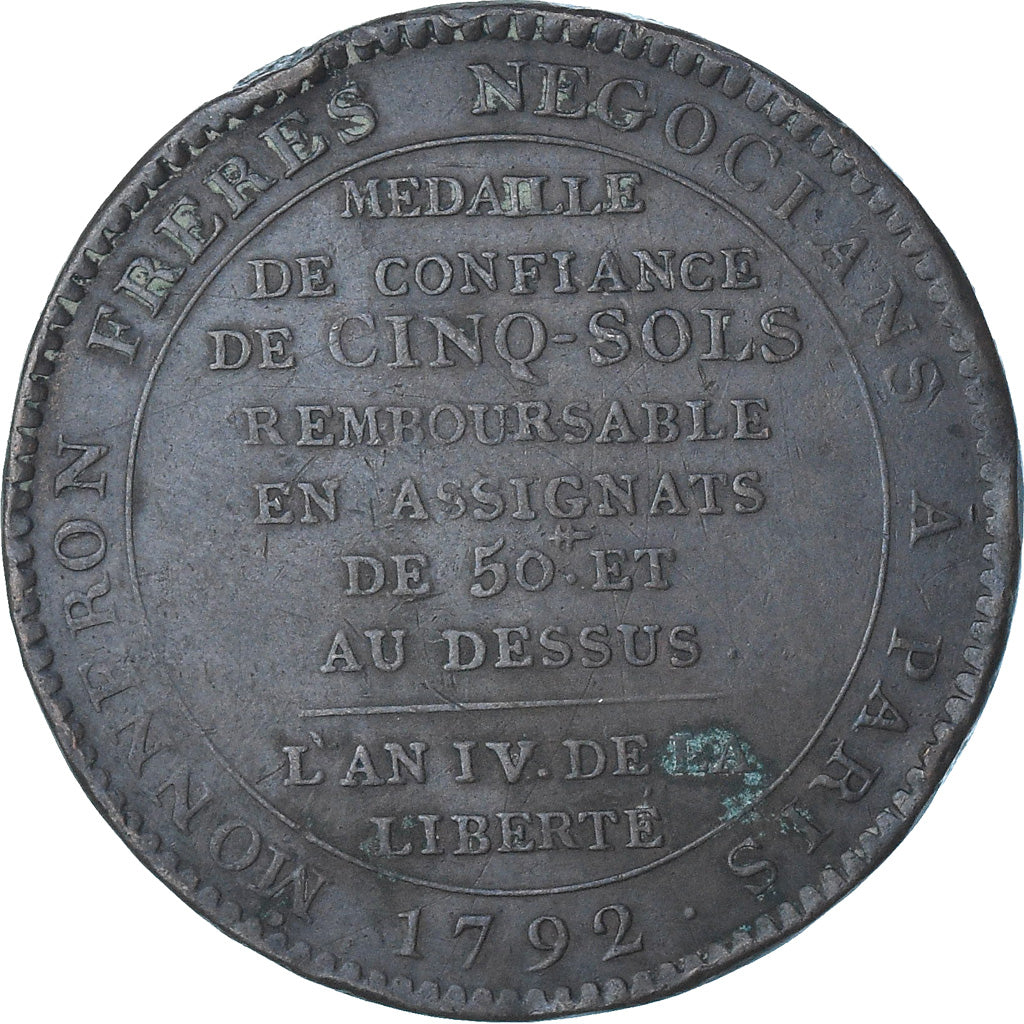 MONNERON FRERES NEGOCIANS A PARIS
MEDAILLE
DE CONFIANCE
DE CINQ-SOLS
REMBOURSABLE
EN ASSIGNATS
DE 50.₶ ET
AU DESSUS
L'AN IV. DE LA
LIBERTÉ
. 1792 .